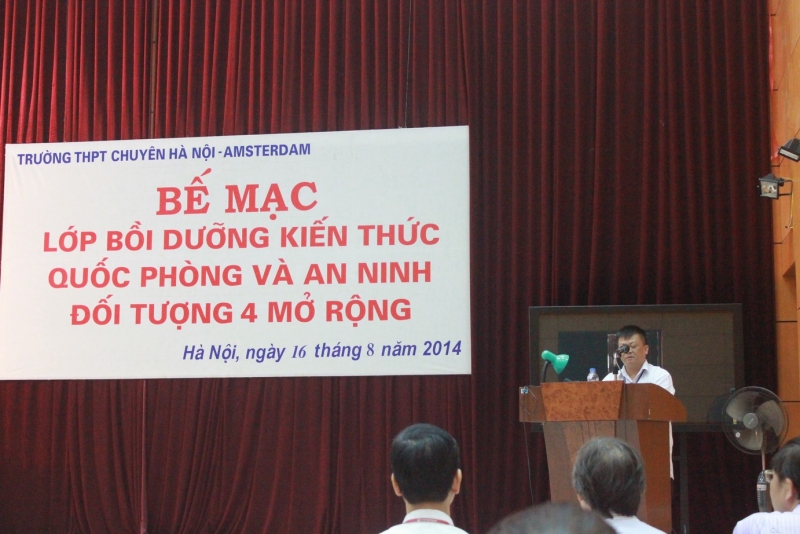 TRƯỜNG THPT CHUYÊN HÀ NỘI-AMSTERDAM
BẾ MẠC
LỚP BỒI DƯỠNG KIẾN THỨC
QUỐC PHÒNG VÀ AN NINH
ĐỐI TƯỢNG 4 MỞ RỘNG
Hà Nội, ngày 16 tháng 8 năm 2014